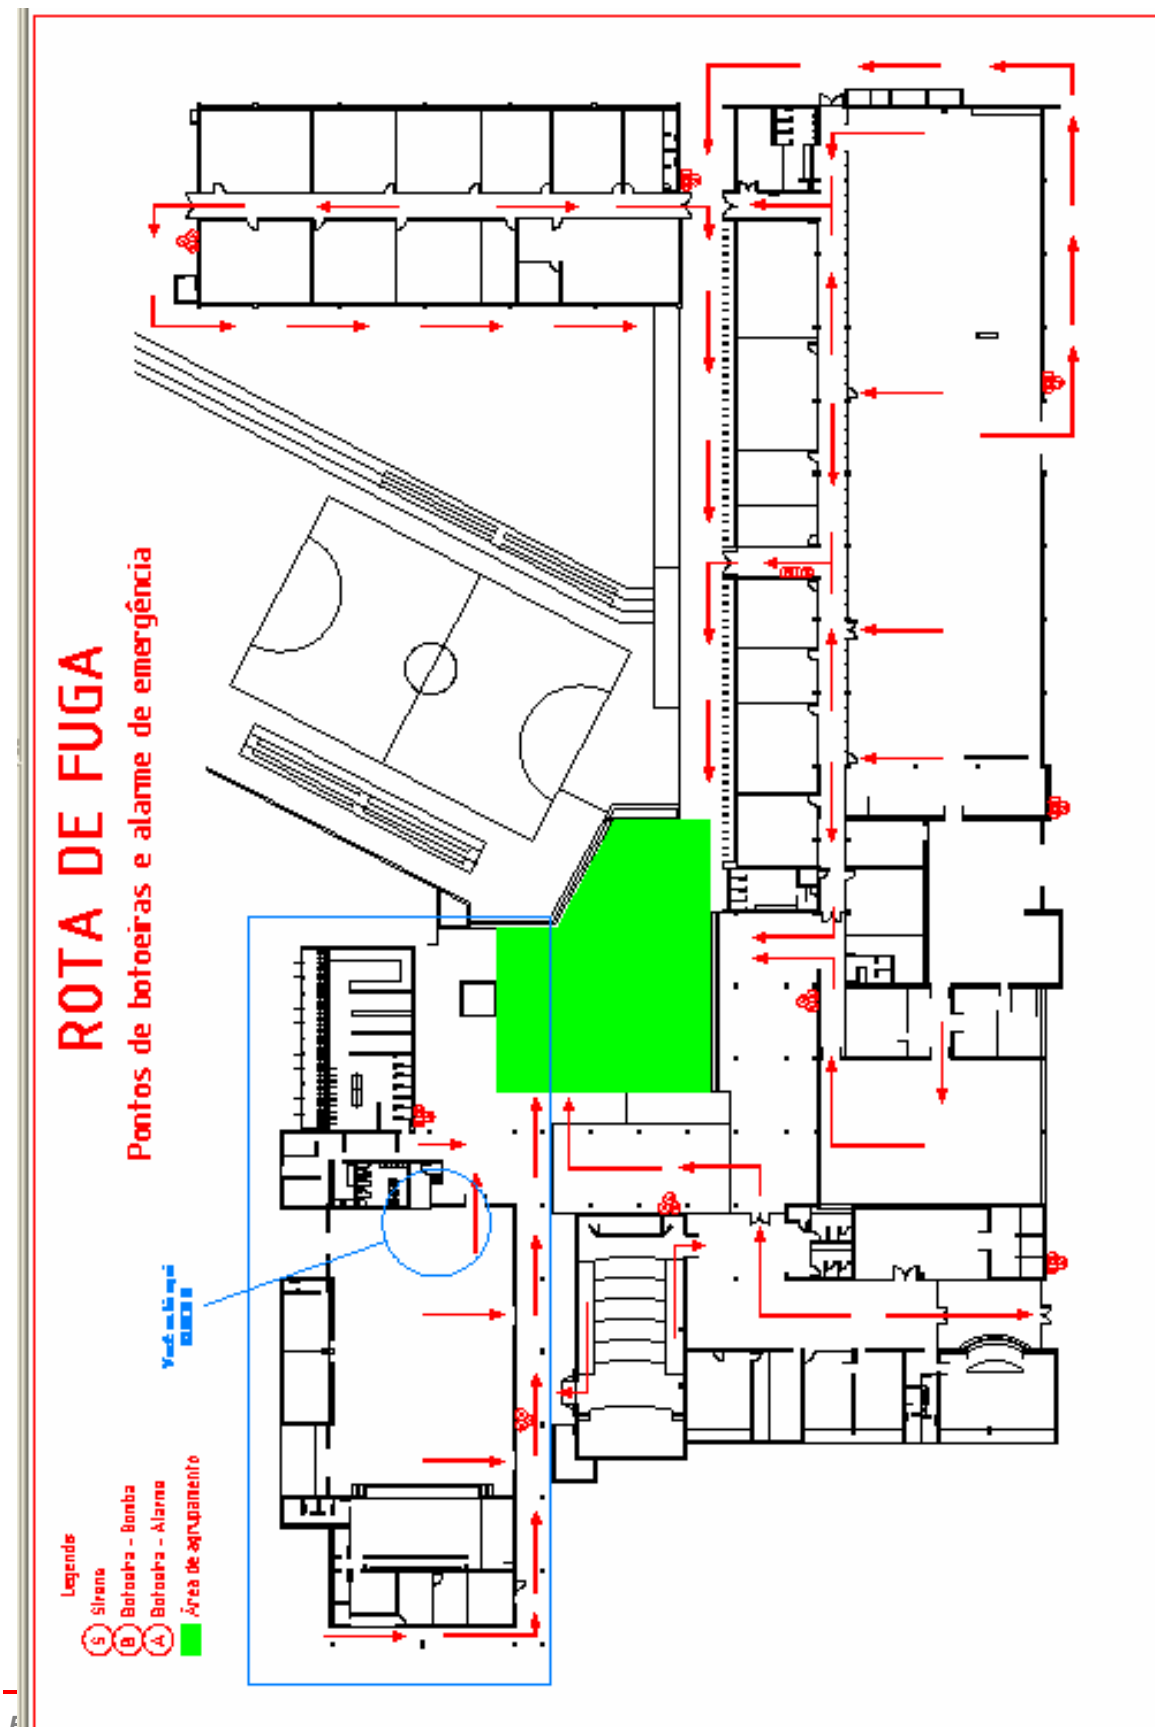 ROTA DE FUGA
Pontos de botoeiras e alarme de emergência
Legenda
S Sirene
B Botoeira - Bomba
A Botoeira - Alarme
Área de agrupamento